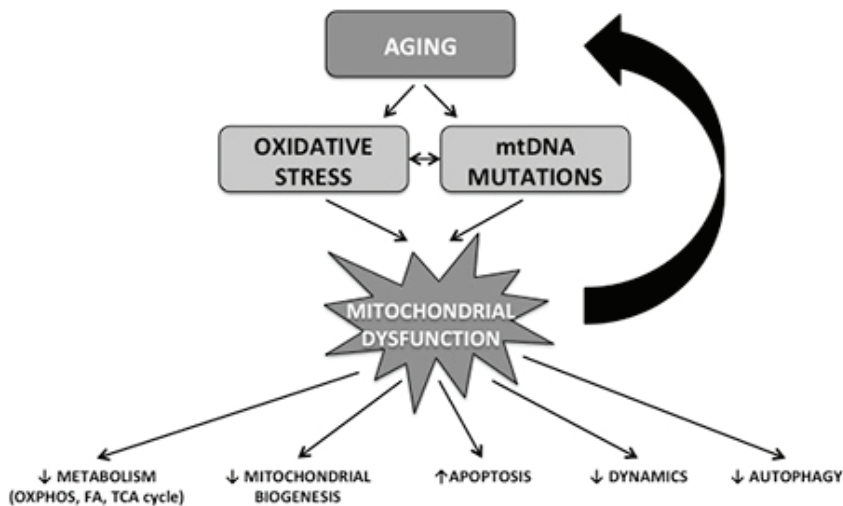 AGING
OXIDATIVE
STRESS
mtDNA
MUTATIONS
MITOCHONDRIAL
DYSFUNCTION
↓ METABOLISM
(OXPHOS, FA, TCA cycle)
↓ MITOCHONDRIAL
BIOGENESIS
↑APOPTOSIS
↓ DYNAMICS
↓ AUTOPHAGY